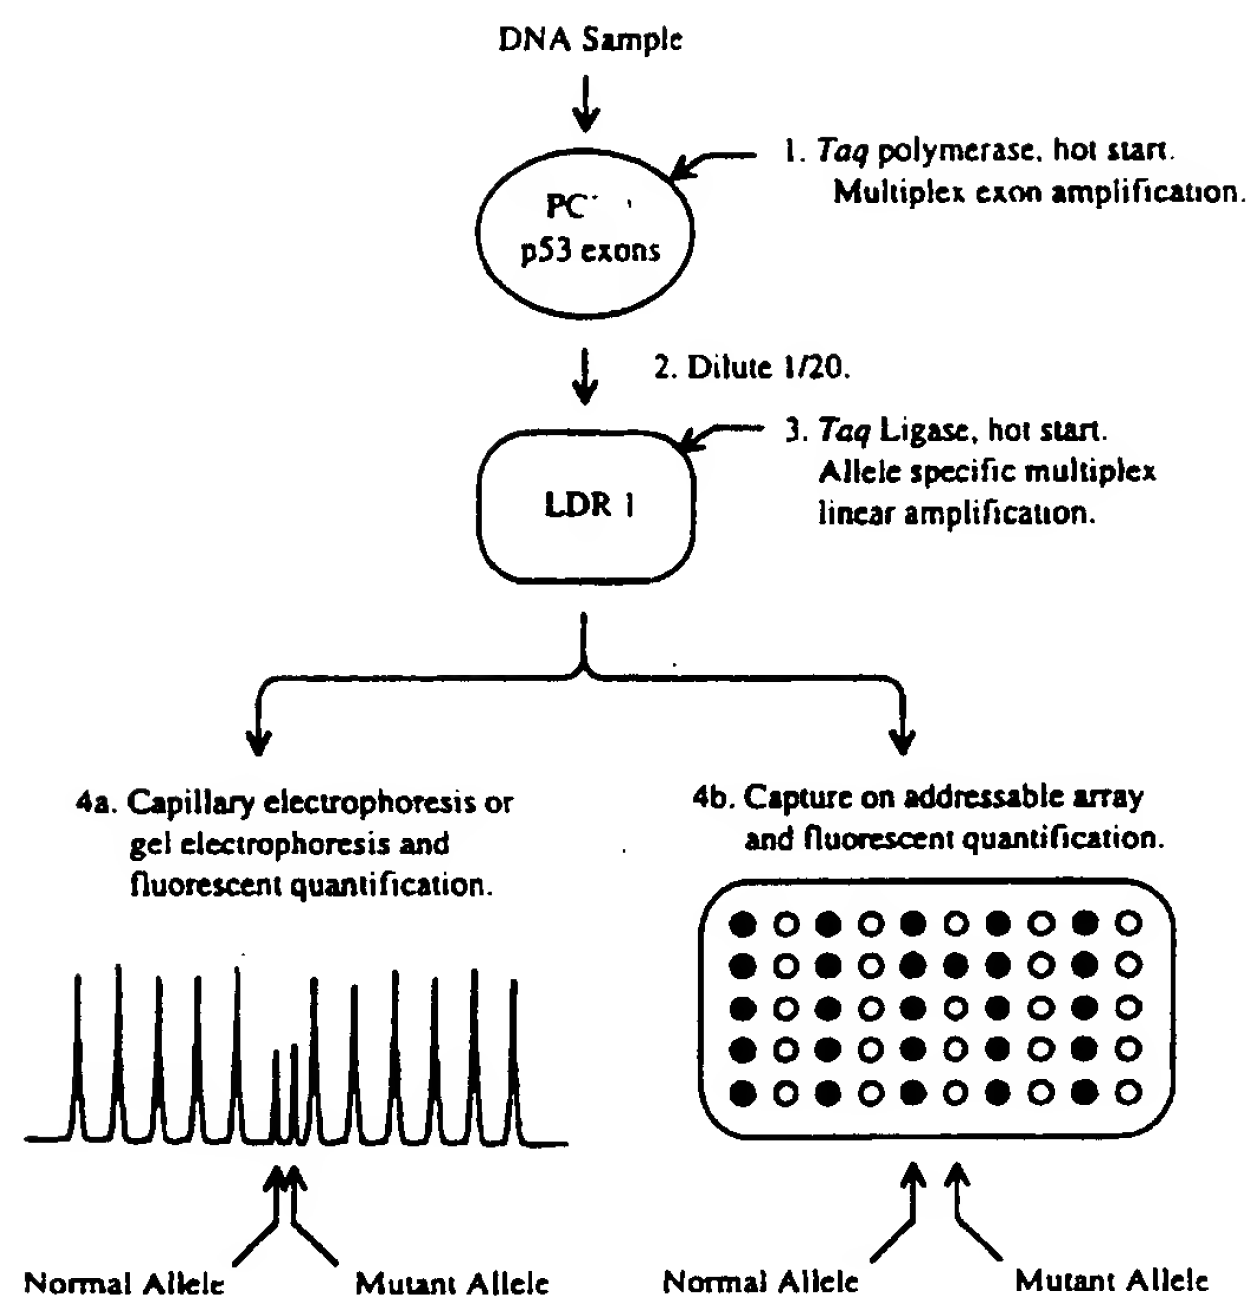 DNA Sample
1. Taq polymerase, hot start.
Multiplex exon amplification.
p53 exons
2. Dilute 1/20.
3. Taq Ligase, hot start.
Allele specific multiplex
linear amplification.
LDR 1
4a. Capillary electrophoresis or
gel electrophoresis and
fluorescent quantification.
4b. Capture on addressable array
and fluorescent quantification.
Normal Allele
Mutant Allele
Normal Allele
Mutant Allele